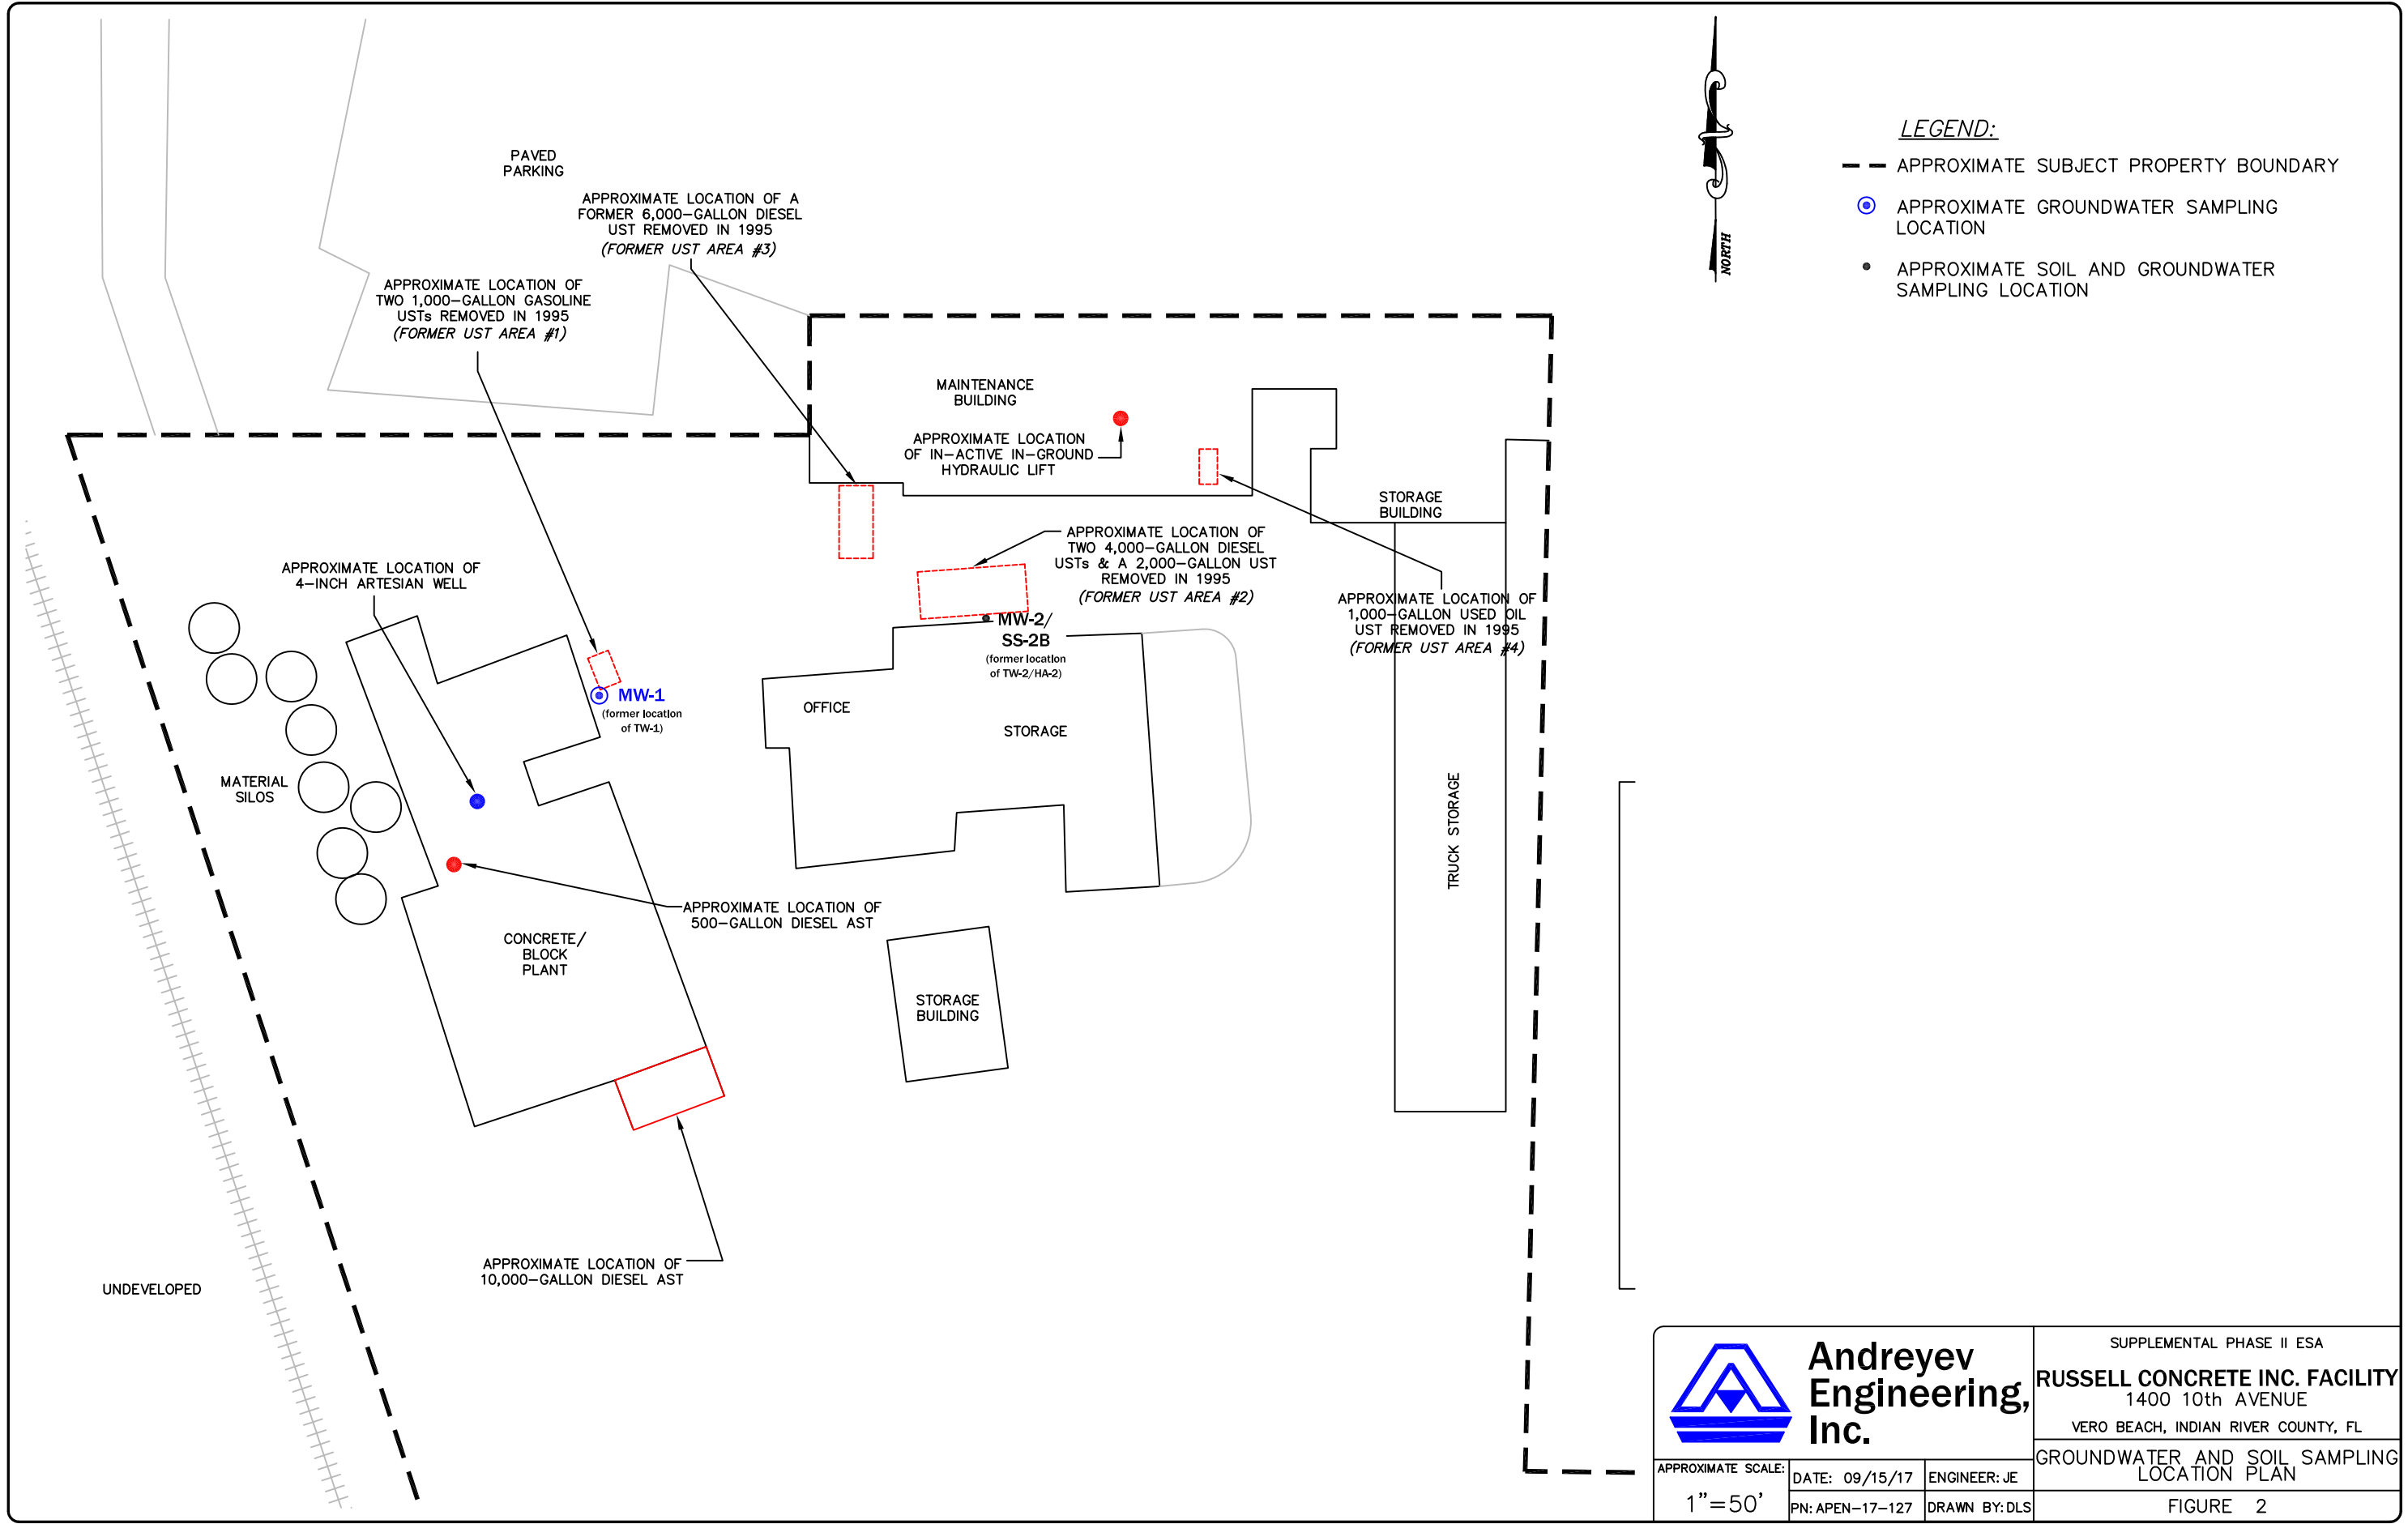 PAVED
PARKING
APPROXIMATE LOCATION OF A
FORMER 6,000-GALLON DIESEL
UST REMOVED IN 1995
(FORMER UST AREA #3)
APPROXIMATE LOCATION OF
TWO 1,000-GALLON GASOLINE
USTs REMOVED IN 1995
(FORMER UST AREA #1)
NORTH
LEGEND:
APPROXIMATE SUBJECT PROPERTY BOUNDARY
APPROXIMATE GROUNDWATER SAMPLING
LOCATION
APPROXIMATE SOIL AND GROUNDWATER
SAMPLING LOCATION
MAINTENANCE
BUILDING
APPROXIMATE LOCATION
OF IN-ACTIVE IN-GROUND
HYDRAULIC LIFT
STORAGE
BUILDING
APPROXIMATE LOCATION OF
TWO 4,000-GALLON DIESEL
USTs & A 2,000-GALLON UST
REMOVED IN 1995
(FORMER UST AREA #2)
APPROXIMATE LOCATION OF
1,000-GALLON USED OIL
UST REMOVED IN 1995
(FORMER UST AREA #4)
APPROXIMATE LOCATION OF
4-INCH ARTESIAN WELL
MW-2/
SS-2B
(former location
of TW-2/HA-2)
MW-1
(former location
of TW-1)
OFFICE
STORAGE
MATERIAL
SILOS
TRUCK STORAGE
APPROXIMATE LOCATION OF
500-GALLON DIESEL AST
CONCRETE/
BLOCK
PLANT
STORAGE
BUILDING
APPROXIMATE LOCATION OF
10,000-GALLON DIESEL AST
UNDEVELOPED
Andreyev
Engineering,
Inc.
SUPPLEMENTAL PHASE II ESA
RUSSELL CONCRETE INC. FACILITY
1400 10th AVENUE
VERO BEACH, INDIAN RIVER COUNTY, FL
GROUNDWATER AND SOIL SAMPLING
LOCATION PLAN
FIGURE 2
APPROXIMATE SCALE:
1"=50'
DATE: 09/15/17
ENGINEER: JE
PN: APEN-17-127
DRAWN BY: DLS